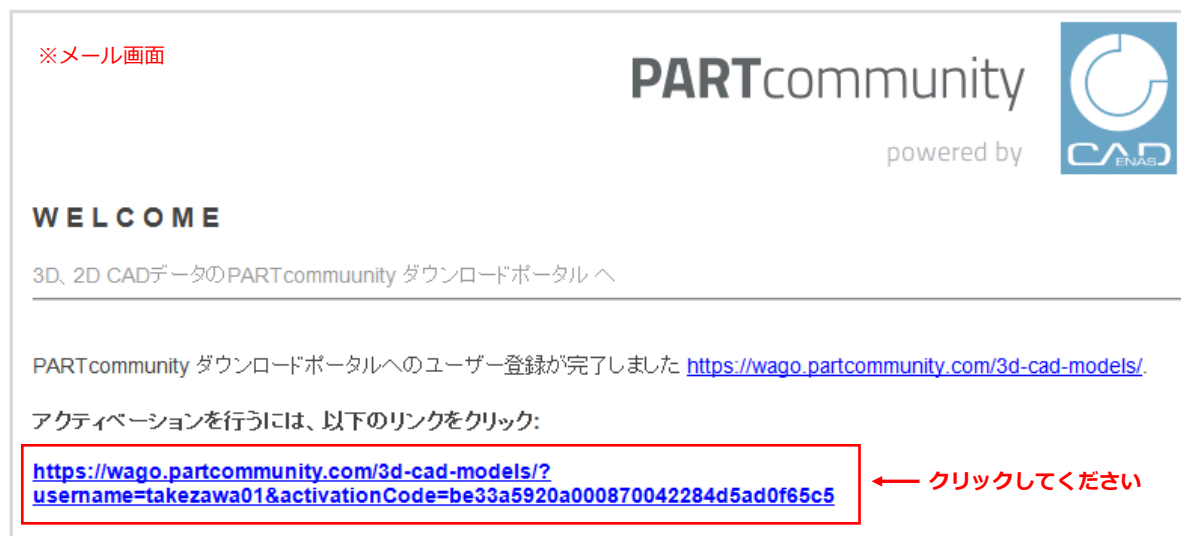 ※メール画面
PARTcommunity
powered by
CADENAS
WELCOME
3D、2D CADデータのPARTcommuunity ダウンロードポータル へ
PARTcommunity ダウンロードポータルへのユーザー登録が完了しました https://wago.partcommunity.com/3d-cad-models/.
アクティベーションを行うには、以下のリンクをクリック:
https://wago.partcommunity.com/3d-cad-models/?
username=takezawa01&activationCode=be33a5920a000870042284d5ad0f65c5
クリックしてください